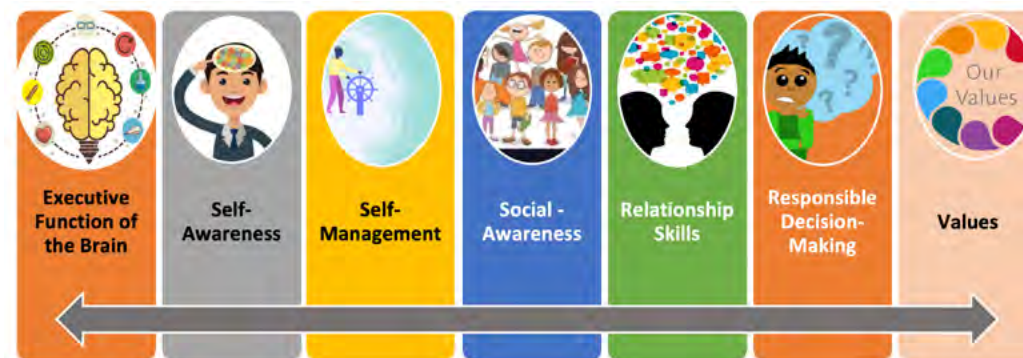 Executive
Function of
the Brain
Self-
Awareness
Self-
Management
Social -
Awareness
Relationship
Skills
Responsible
Decision-
Making
Our
Values
Values